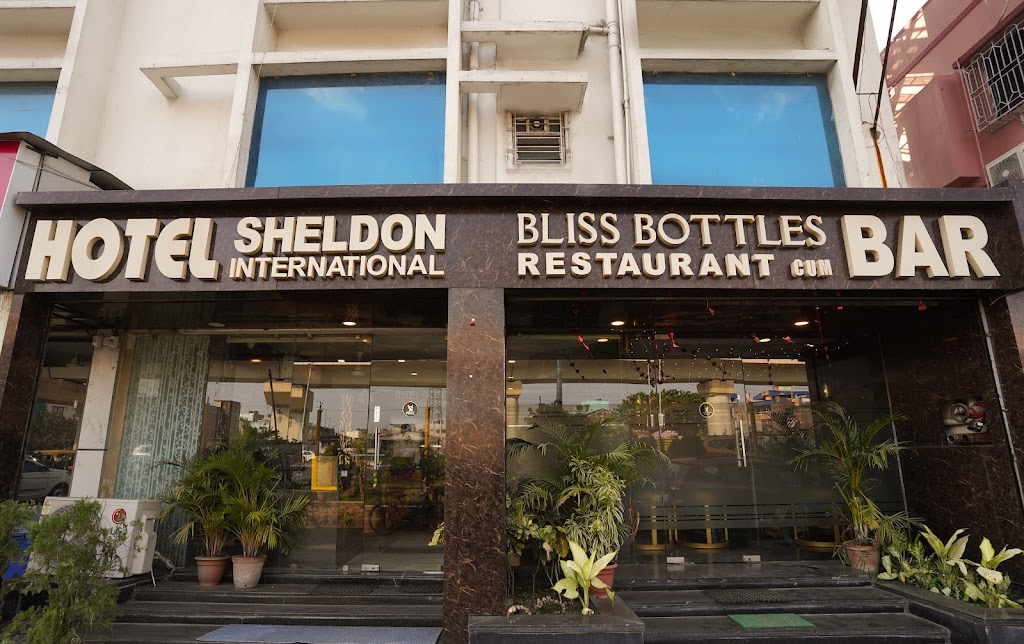 HOTEL SHELDON
INTERNATIONAL
BLISS BOTTLES BAR
RESTAURANT CUM